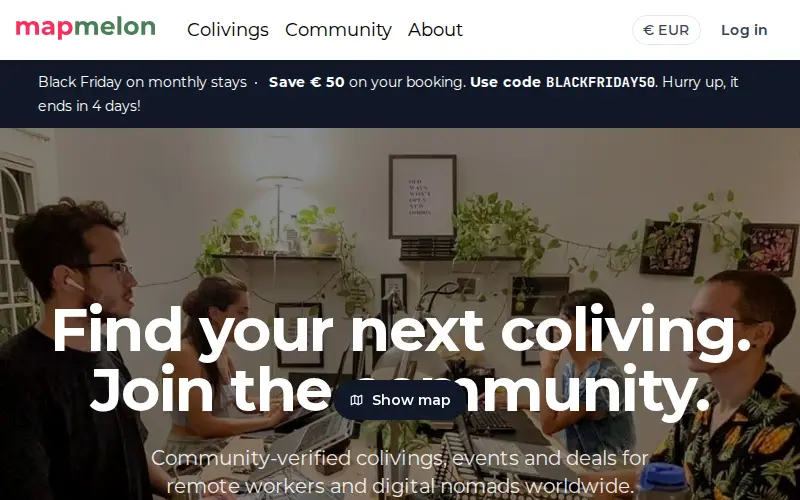 mapmelon
Colivings Community About
€ EUR
Log in
Black Friday on monthly stays · Save € 50 on your booking. Use code BLACKFRIDAY50. Hurry up, it
ends in 4 days!
Find your next coliving.
Join the community.
Show map
Community-verified colivings, events and deals for
remote workers and digital nomads worldwide.